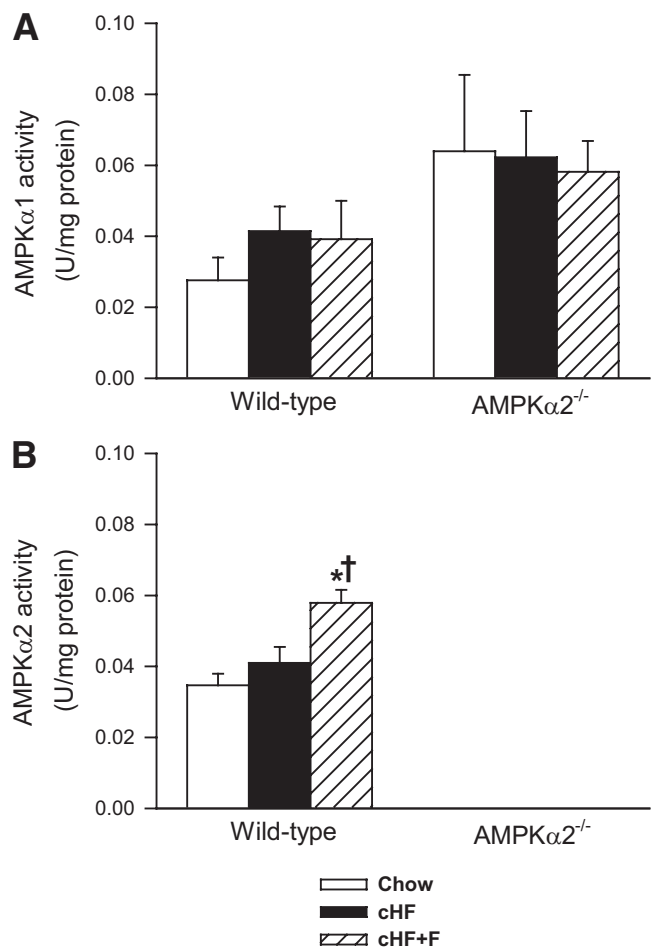 A
AMPKα1 activity
(U/mg protein)
0.10
0.08
0.06
0.04
0.02
0.00
Wild-type AMPKα2-/-
B
AMPKα2 activity
(U/mg protein)
0.10
0.08
0.06
0.04
0.02
0.00
*†
Wild-type AMPKα2-/-
Chow
cHF
cHF+F